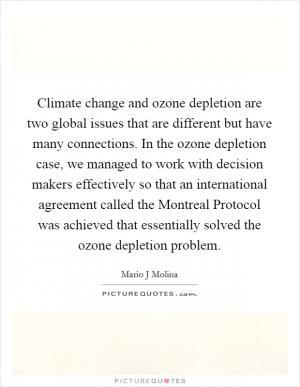 Climate change and ozone depletion are
two global issues that are different but have
many connections. In the ozone depletion
case, we managed to work with decision
makers effectively so that an international
agreement called the Montreal Protocol
was achieved that essentially solved the
ozone depletion problem.
Mario J Molina
PICTUREQUOTES.com
PICTUREQUOTES